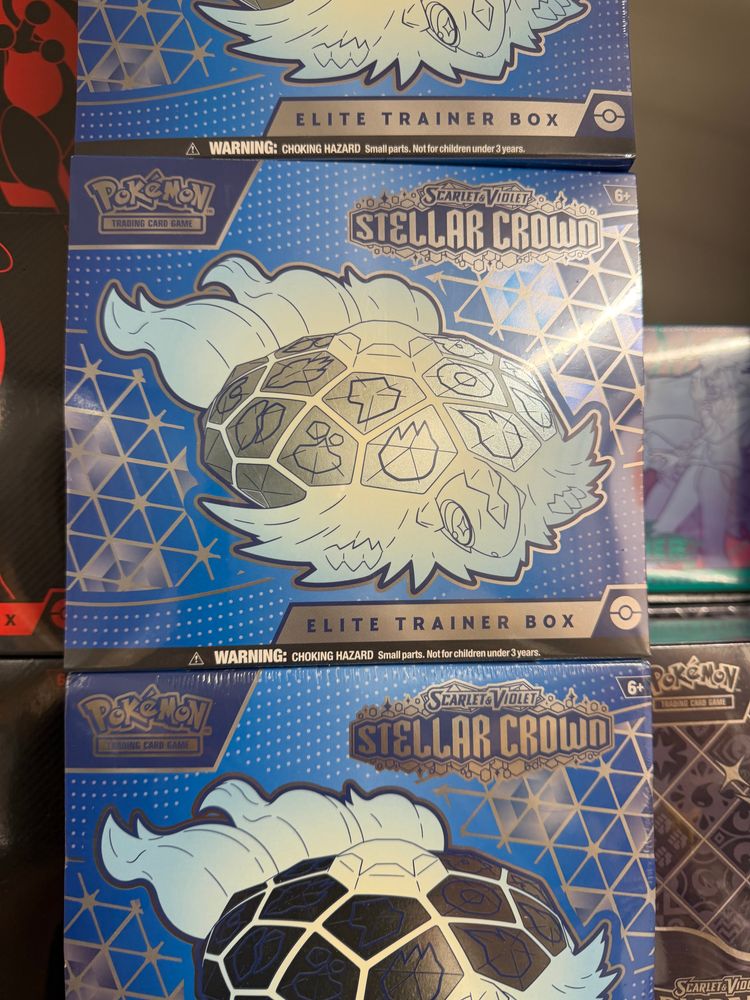 ELITE TRAINER BOX
WARNING: CHOKING HAZARD Small parts. Not for children under 3 years.
POKéMON
TRADING CARD GAME
SCARLET & VIOLET
STELLAR CROWN
6+
ELITE TRAINER BOX
WARNING: CHOKING HAZARD Small parts. Not for children under 3 years.
X
POKéMON
TRADING CARD GAME
SCARLET & VIOLET
STELLAR CROWN
6+
POKéMON
TRADING CARD GAME